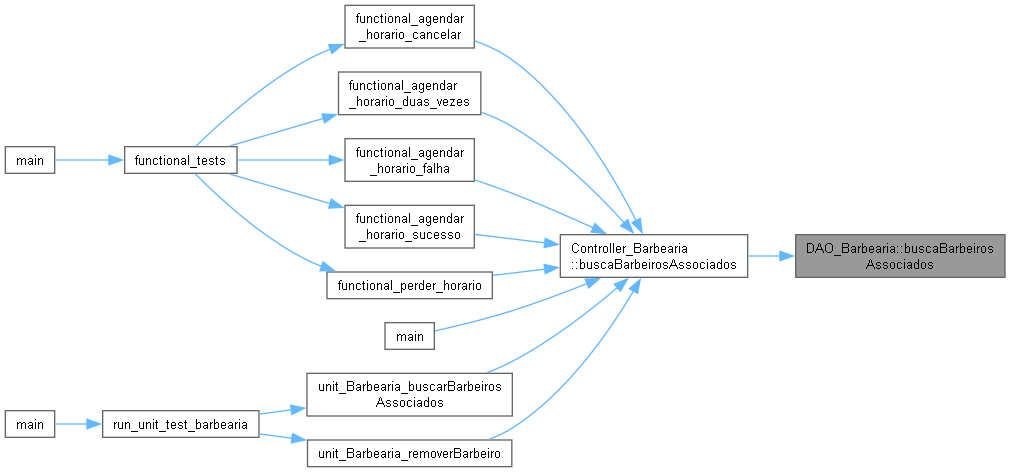 functional_agendar
_horario_cancelar
functional_agendar
_horario_duas_vezes
main
functional_tests
functional_agendar
_horario_falha
functional_agendar
_horario_sucesso
Controller_Barbearia
::buscaBarbeirosAssociados
DAO_Barbearia::buscaBarbeiros
Associados
functional_perder_horario
main
unit_Barbearia_buscarBarbeiros
Associados
main
run_unit_test_barbearia
unit_Barbearia_removerBarbeiro